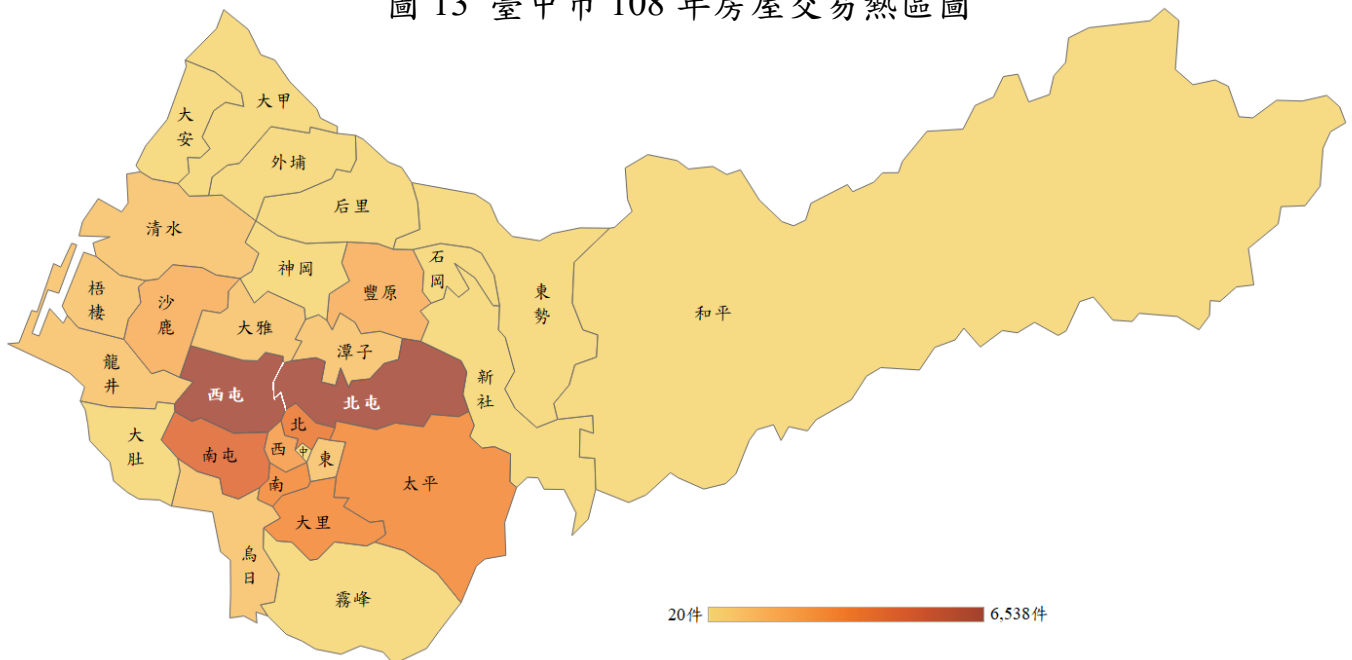 圖 13 臺中市 108 年房屋交易熱區圖
大甲
大安
外埔
后里
清水
神岡
豐原
石岡
東勢
和平
梧棲
沙鹿
大雅
潭子
龍井
新社
西屯
北屯
大肚
南屯
北
西
中
東
南
太平
大里
烏日
霧峰
20件
6,538件